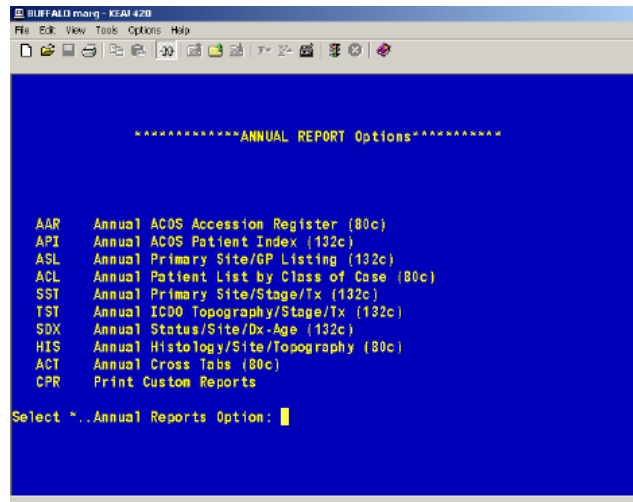 BUFFALO marg - KEA! 420
File Edit View Tools Options Help
*************ANNUAL REPORT Options***********
AAR Annual ACOS Accession Register (80c)
API Annual ACOS Patient Index (132c)
ASL Annual Primary Site/GP Listing (132c)
ACL Annual Patient List by Class of Case (80c)
SST Annual Primary Site/Stage/Tx (132c)
TST Annual ICDO Topography/Stage/Tx (132c)
SDX Annual Status/Site/Dx-Age (132c)
HIS Annual Histology/Site/Topography (80c)
ACT Annual Cross Tabs (80c)
CPR Print Custom Reports
Select *..Annual Reports Option: